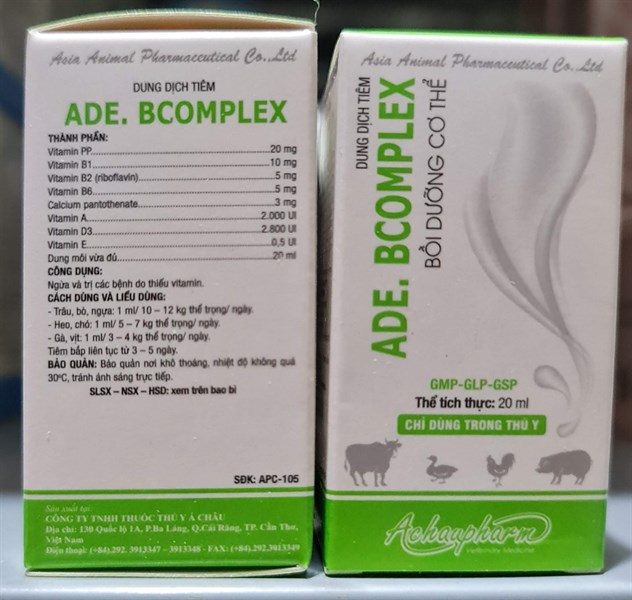 Asia Animal Pharmaceutical Co.,Ltd
DUNG DỊCH TIÊM
ADE. BCOMPLEX
THÀNH PHẦN:
Vitamin PP 20 mg
Vitamin B1 10 mg
Vitamin B2 (riboflavin) 5 mg
Vitamin B6 5 mg
Calcium pantothenate 3 mg
Vitamin A 2.000 UI
Vitamin D3 2.800 UI
Vitamin E 0,5 UI
Dung môi vừa đủ 20 ml
CÔNG DỤNG:
Ngừa và trị các bệnh do thiếu vitamin.
CÁCH DÙNG VÀ LIỀU DÙNG:
- Trâu, bò, ngựa: 1 ml/ 10 – 12 kg thể trọng/ ngày.
- Heo, chó: 1 ml/ 5 – 7 kg thể trọng/ ngày.
- Gà, vịt: 1 ml/ 3 – 4 kg thể trọng/ ngày.
Tiêm bắp liên tục từ 3 – 5 ngày.
BẢO QUẢN: Bảo quản nơi khô thoáng, nhiệt độ không quá
30ºC, tránh ánh sáng trực tiếp.
SLSX – NSX – HSD: xem trên bao bì
SĐK: APC-105
Sản xuất tại:
CÔNG TY TNHH THUỐC THÚ Y Á CHÂU
Địa chỉ: 130 Quốc lộ 1A, P.Ba Láng, Q.Cái Răng, TP. Cần Thơ,
Việt Nam
Điện thoại: (+84).292. 3913347 - 3913348 - FAX: (+84).292.3913349
Asia Animal Pharmaceutical Co., Ltd
DUNG DỊCH TIÊM
ADE. BCOMPLEX
BỒI DƯỠNG CƠ THỂ
GMP-GLP-GSP
Thể tích thực: 20 ml
CHỈ DÙNG TRONG THÚ Y
Achaupharm
Veterinary Medicine